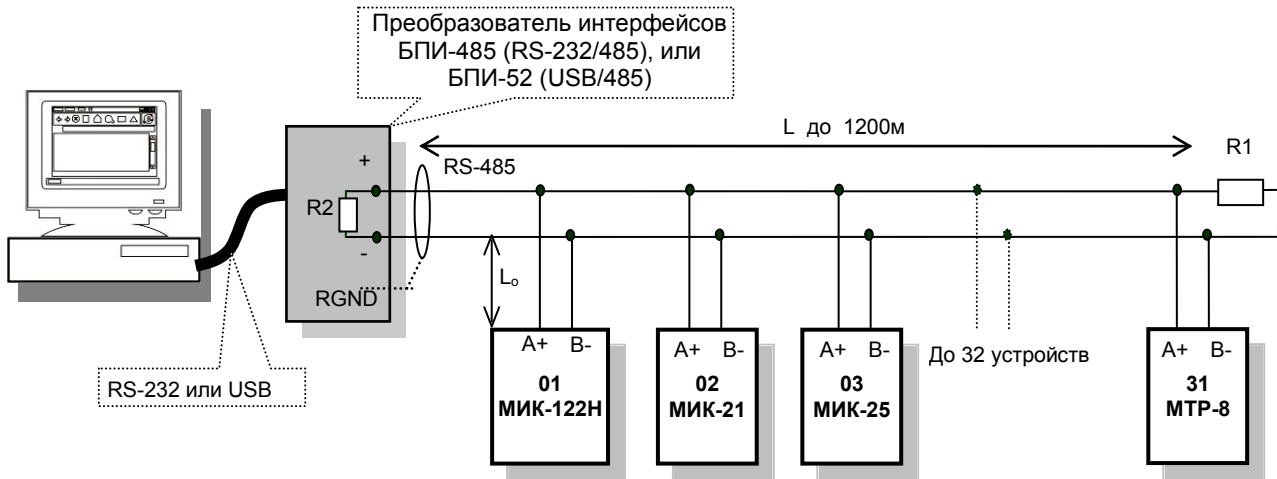 Преобразователь интерфейсов
БПИ-485 (RS-232/485), или
БПИ-52 (USB/485)
L до 1200м
R1
+
RS-485
R2
-
Lо
RGND
A+ B-
01
МИК-122Н
A+ B-
02
МИК-21
A+ B-
03
МИК-25
До 32 устройств
A+ B-
31
МТР-8
RS-232 или USB